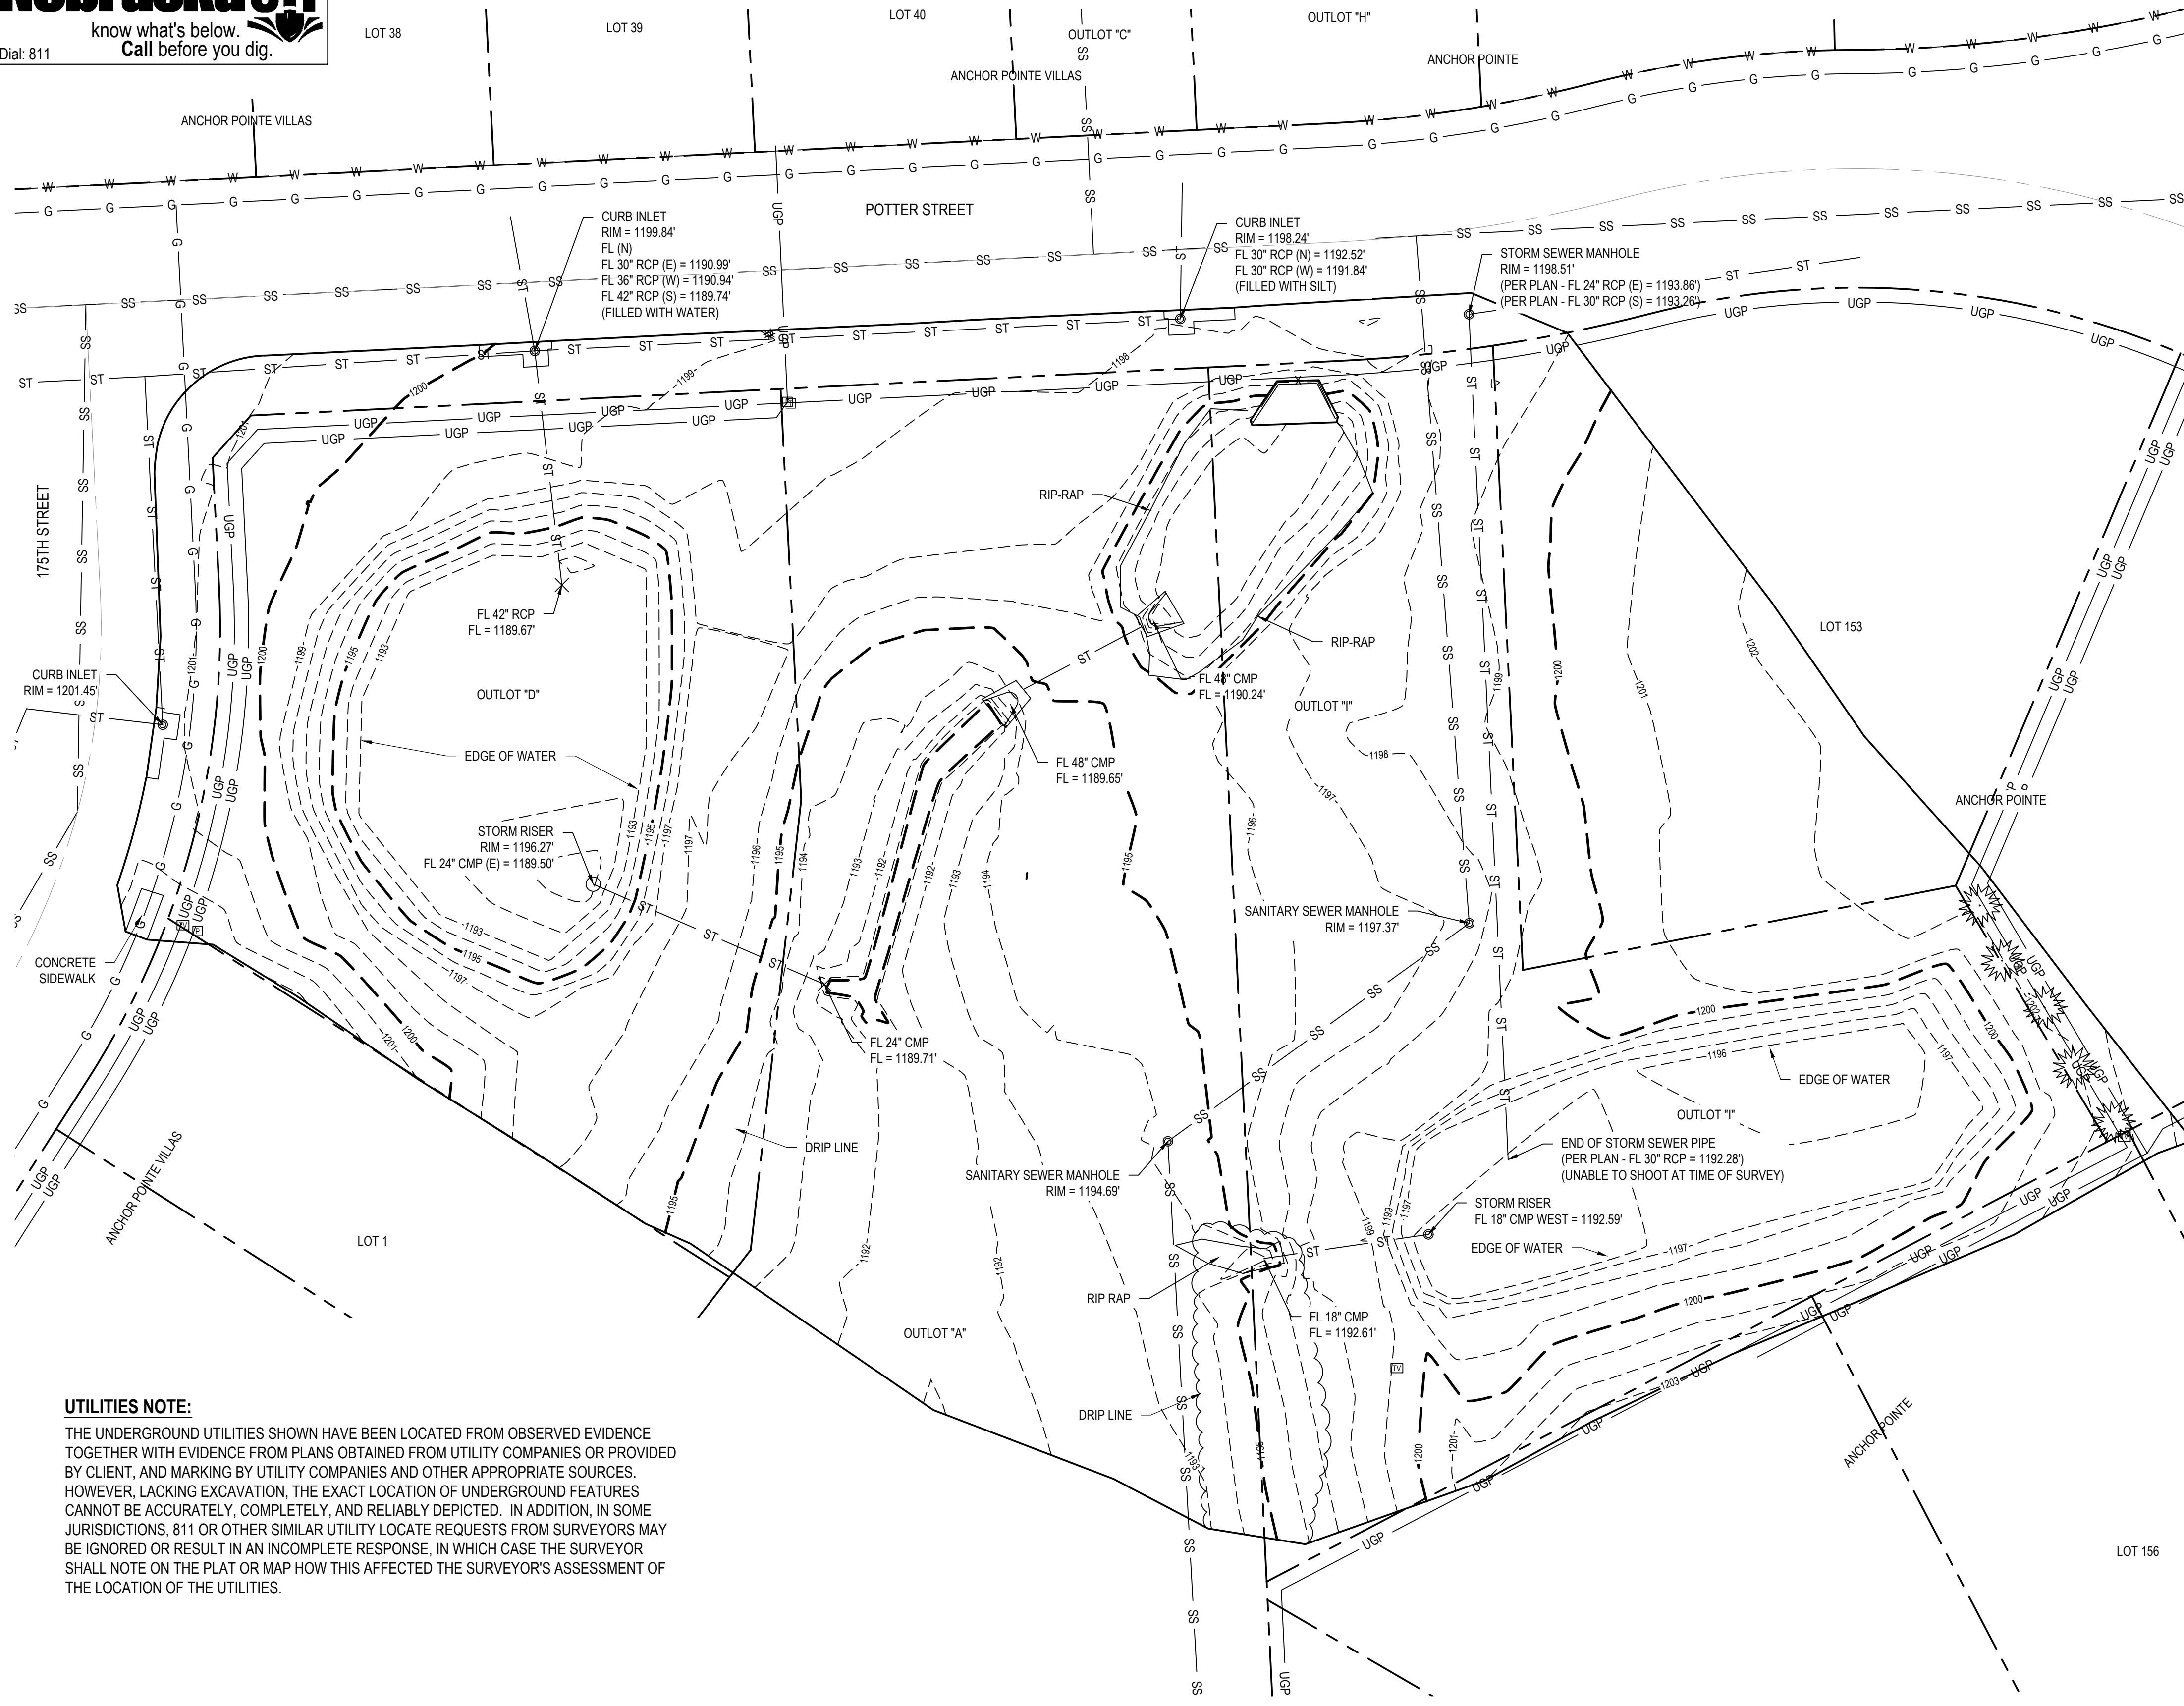 know what's below.
Dial: 811
Call before you dig.
LOT 38
LOT 39
LOT 40
OUTLOT "C"
OUTLOT "H"
ANCHOR POINTE VILLAS
ANCHOR POINTE
ANCHOR POINTE VILLAS
POTTER STREET
CURB INLET
RIM = 1199.84'
FL (N)
FL 30" RCP (E) = 1190.99'
FL 36" RCP (W) = 1190.94'
FL 42" RCP (S) = 1189.74'
(FILLED WITH WATER)
CURB INLET
RIM = 1198.24'
FL 30" RCP (N) = 1192.52'
FL 30" RCP (W) = 1191.84'
(FILLED WITH SILT)
STORM SEWER MANHOLE
RIM = 1198.51'
(PER PLAN - FL 24" RCP (E) = 1193.86')
(PER PLAN - FL 30" RCP (S) = 1193.26')
175TH STREET
RIP-RAP
FL 42" RCP
FL = 1189.67'
RIP-RAP
LOT 153
CURB INLET
RIM = 1201.45'
OUTLOT "D"
FL 48" CMP
FL = 1190.24'
OUTLOT "I"
EDGE OF WATER
FL 48" CMP
FL = 1189.65'
ANCHOR POINTE
STORM RISER
RIM = 1196.27'
FL 24" CMP (E) = 1189.50'
SANITARY SEWER MANHOLE
RIM = 1197.37'
CONCRETE
SIDEWALK
FL 24" CMP
FL = 1189.71'
EDGE OF WATER
OUTLOT "I"
DRIP LINE
END OF STORM SEWER PIPE
(PER PLAN - FL 30" RCP = 1192.28')
(UNABLE TO SHOOT AT TIME OF SURVEY)
SANITARY SEWER MANHOLE
RIM = 1194.69'
ANCHOR POINTE VILLAS
STORM RISER
FL 18" CMP WEST = 1192.59'
LOT 1
EDGE OF WATER
RIP RAP
FL 18" CMP
FL = 1192.61'
OUTLOT "A"
DRIP LINE
ANCHOR POINTE
LOT 156
UTILITIES NOTE:
THE UNDERGROUND UTILITIES SHOWN HAVE BEEN LOCATED FROM OBSERVED EVIDENCE
TOGETHER WITH EVIDENCE FROM PLANS OBTAINED FROM UTILITY COMPANIES OR PROVIDED
BY CLIENT, AND MARKING BY UTILITY COMPANIES AND OTHER APPROPRIATE SOURCES.
HOWEVER, LACKING EXCAVATION, THE EXACT LOCATION OF UNDERGROUND FEATURES
CANNOT BE ACCURATELY, COMPLETELY, AND RELIABLY DEPICTED. IN ADDITION, IN SOME
JURISDICTIONS, 811 OR OTHER SIMILAR UTILITY LOCATE REQUESTS FROM SURVEYORS MAY
BE IGNORED OR RESULT IN AN INCOMPLETE RESPONSE, IN WHICH CASE THE SURVEYOR
SHALL NOTE ON THE PLAT OR MAP HOW THIS AFFECTED THE SURVEYOR'S ASSESSMENT OF
THE LOCATION OF THE UTILITIES.